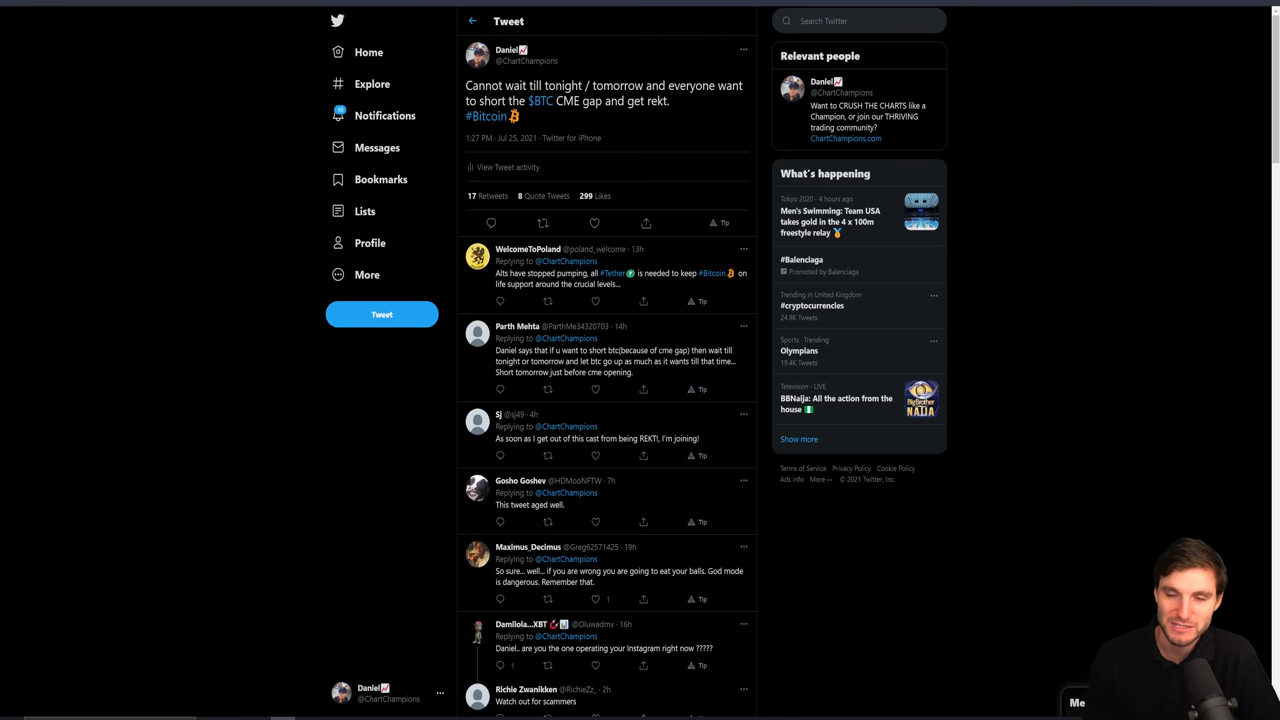 Home
Explore
10
Notifications
Messages
Bookmarks
Lists
Profile
More
Tweet
Daniel
@ChartChampions
Tweet
Daniel
@ChartChampions
Cannot wait till tonight / tomorrow and everyone want
to short the $BTC CME gap and get rekt.
#Bitcoin
1:27 PM · Jul 25, 2021 · Twitter for iPhone
View Tweet activity
17 Retweets 8 Quote Tweets 299 Likes
Tip
WelcomeToPoland @poland_welcome · 13h
Replying to @ChartChampions
Alts have stopped pumping, all #Tether is needed to keep #Bitcoin on
life support around the crucial levels...
Tip
Parth Mehta @ParthMe34320703 · 14h
Replying to @ChartChampions
Daniel says that if u want to short btc(because of cme gap) then wait till
tonight or tomorrow and let btc go up as much as it wants till that time...
Short tomorrow just before cme opening.
Tip
Sj @sj49 · 4h
Replying to @ChartChampions
As soon as I get out of this cast from being REKT!, I'm joining!
Tip
Gosho Goshev @HDMooNFTW · 7h
Replying to @ChartChampions
This tweet aged well.
Tip
Maximus_Decimus @Greg62571425 · 19h
Replying to @ChartChampions
So sure... well... if you are wrong you are going to eat your balls. God mode
is dangerous. Remember that.
1 Tip
Damilola...XBT @Oluwadmx · 16h
Replying to @ChartChampions
Daniel.. are you the one operating your Instagram right now ?????
1 Tip
Richie Zwanikken @RichieZz_ · 2h
Watch out for scammers
Search Twitter
Relevant people
Daniel
@ChartChampions
Want to CRUSH THE CHARTS like a
Champion, or join our THRIVING
trading community?
ChartChampions.com
What's happening
Tokyo 2020 · 4 hours ago
Men's Swimming: Team USA
takes gold in the 4 x 100m
freestyle relay
#Balenciaga
Promoted by Balenciaga
Trending in United Kingdom
#cryptocurrencies
24.9K Tweets
Sports · Trending
Olympians
19.4K Tweets
Television · LIVE
BBNaija: All the action from the
house
Show more
Terms of Service Privacy Policy Cookie Policy
Ads info More ··· © 2021 Twitter, Inc.
Me